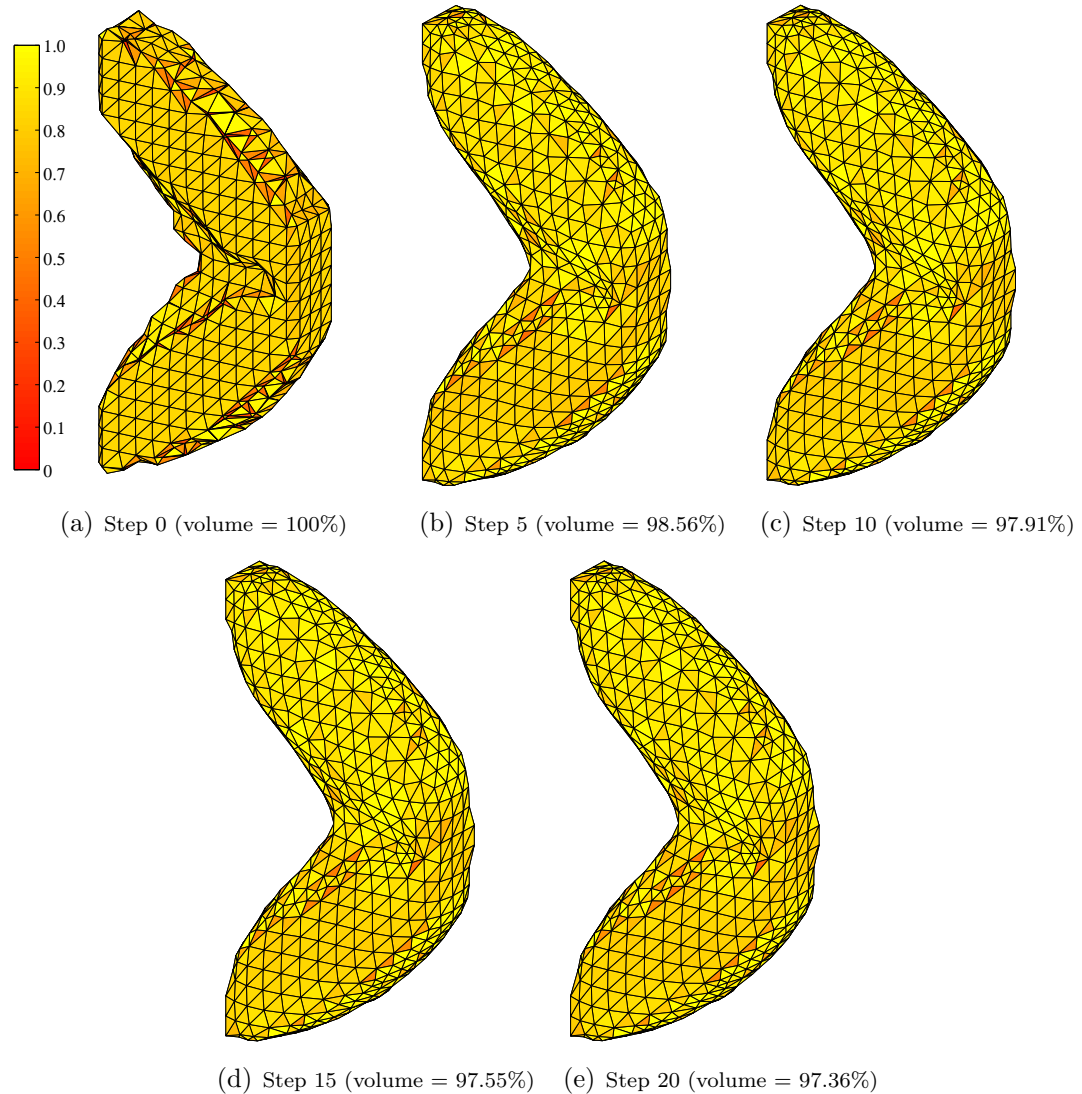 1.0
0.9
0.8
0.7
0.6
0.5
0.4
0.3
0.2
0.1
0
(a) Step 0 (volume = 100%)
(b) Step 5 (volume = 98.56%)
(c) Step 10 (volume = 97.91%)
(d) Step 15 (volume = 97.55%)
(e) Step 20 (volume = 97.36%)